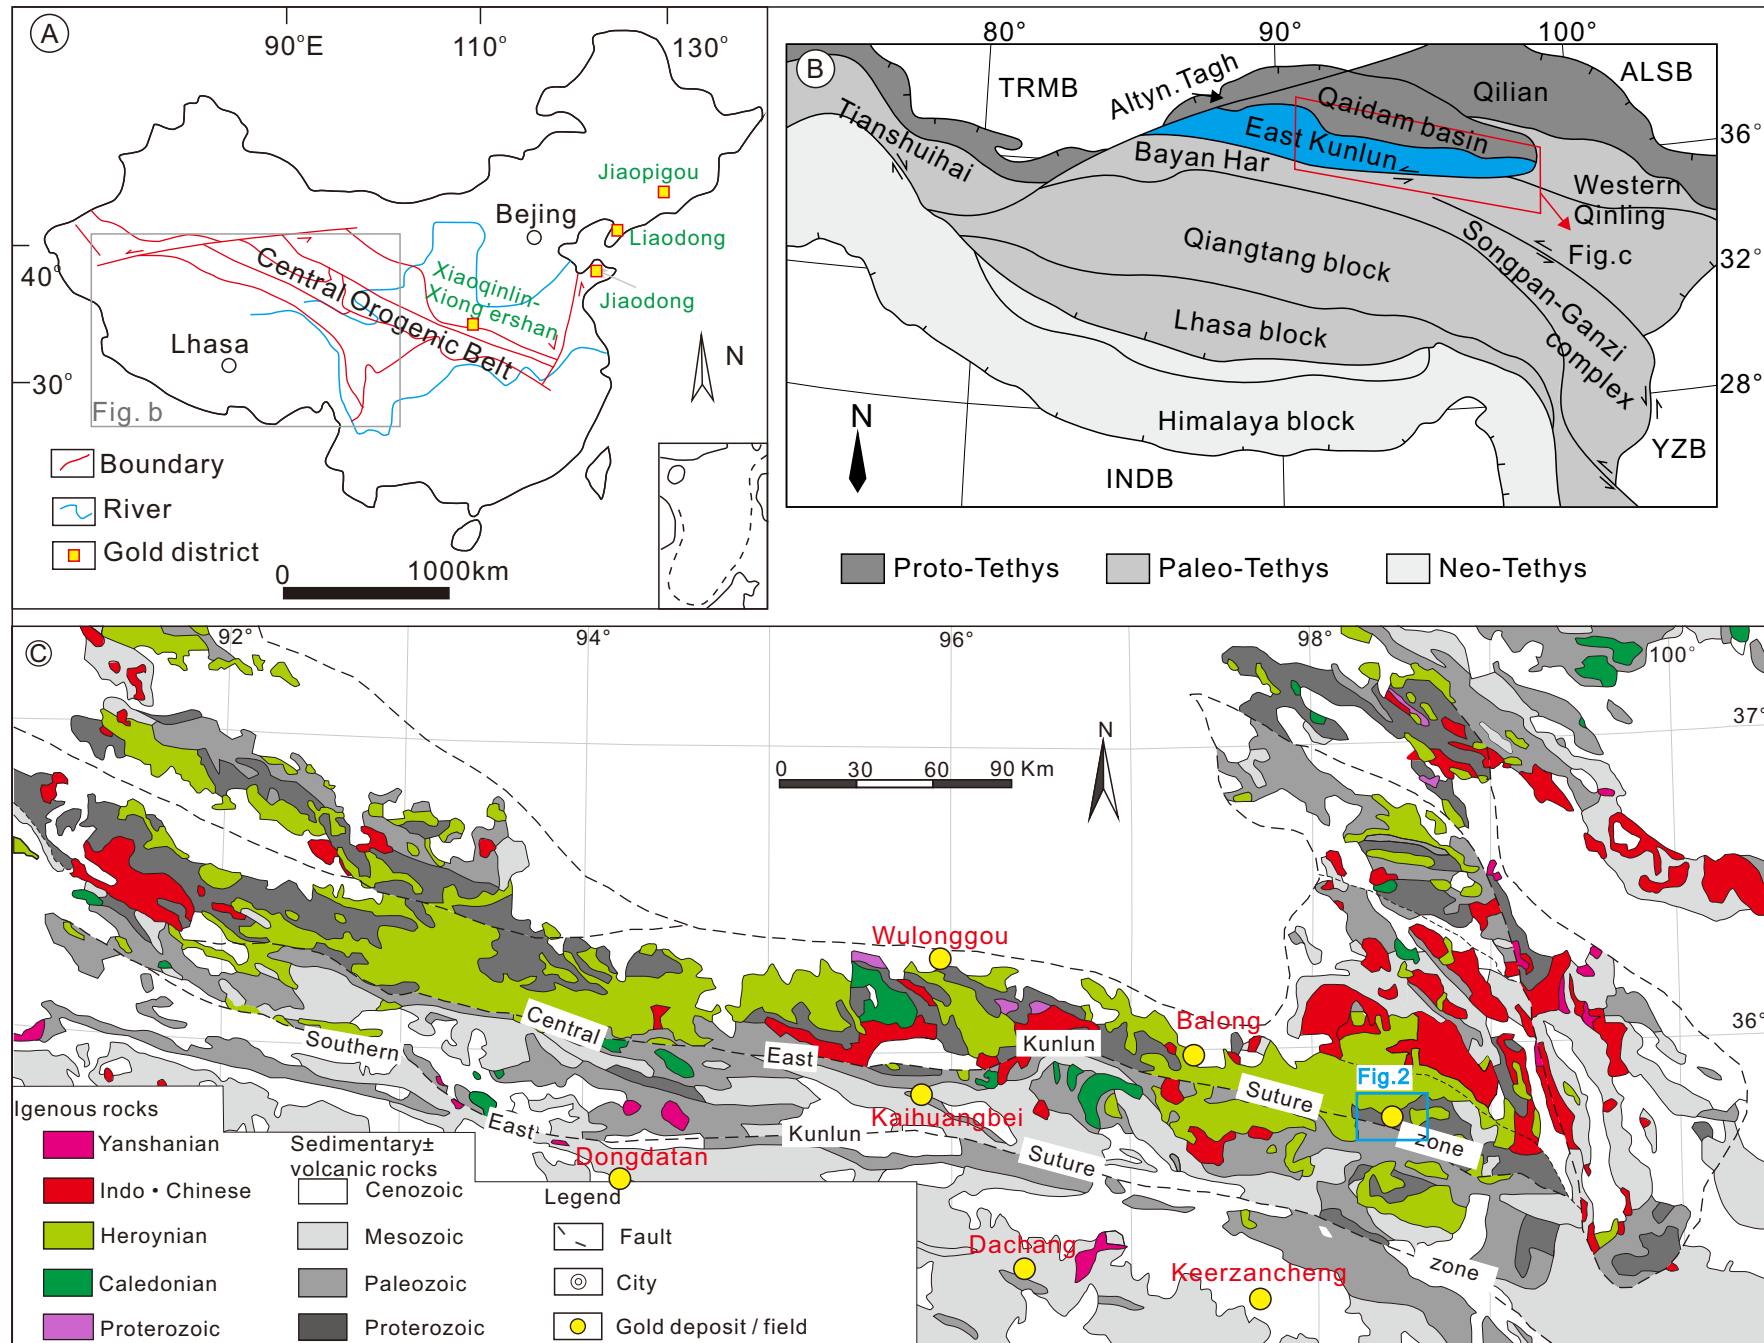 A
90°E
110°
130°
Jiaopigou
Bejing
Liaodong
40°
Xiaoqinlin-
Xiong'ershan
Jiaodong
Central Orogenic Belt
Lhasa
N
30°
Fig. b
Boundary
River
Gold district
0
1000km
B
80°
90°
100°
TRMB
Altyn.Tagh
ALSB
Qilian
Qaidam basin
36°
Tianshuihai
East Kunlun
Bayan Har
Western
Qinling
Qiangtang block
Songpan-Ganzi
complex
Fig.c
32°
Lhasa block
28°
N
Himalaya block
YZB
INDB
Proto-Tethys
Paleo-Tethys
Neo-Tethys
C
92°
94°
96°
98°
100°
37°
N
0 30 60 90 Km
Wulonggou
36°
Balong
Central
East
Kunlun
Suture
zone
Fig.2
Southern
East
Kunlun
Suture
zone
Kaihuangbei
Dongdatan
Dachang
Keerzancheng
Igenous rocks
Yanshanian
Indo·Chinese
Heroynian
Caledonian
Proterozoic
Sedimentary±
volcanic rocks
Cenozoic
Mesozoic
Paleozoic
Proterozoic
Legend
Fault
City
Gold deposit / field